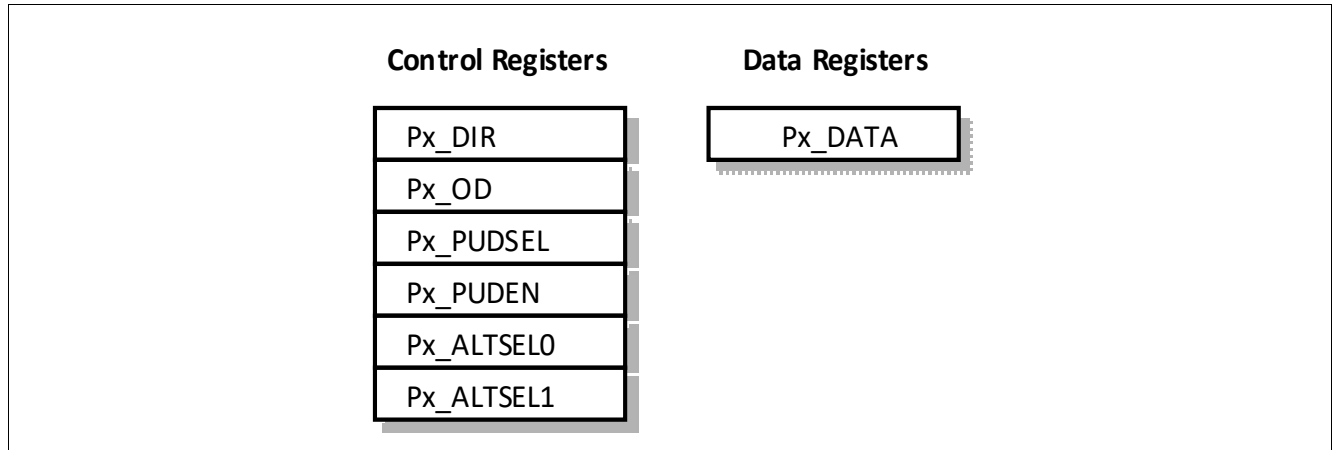 Control Registers
Px_DIR
Px_OD
Px_PUDSEL
Px_PUDEN
Px_ALTSEL0
Px_ALTSEL1
Data Registers
Px_DATA